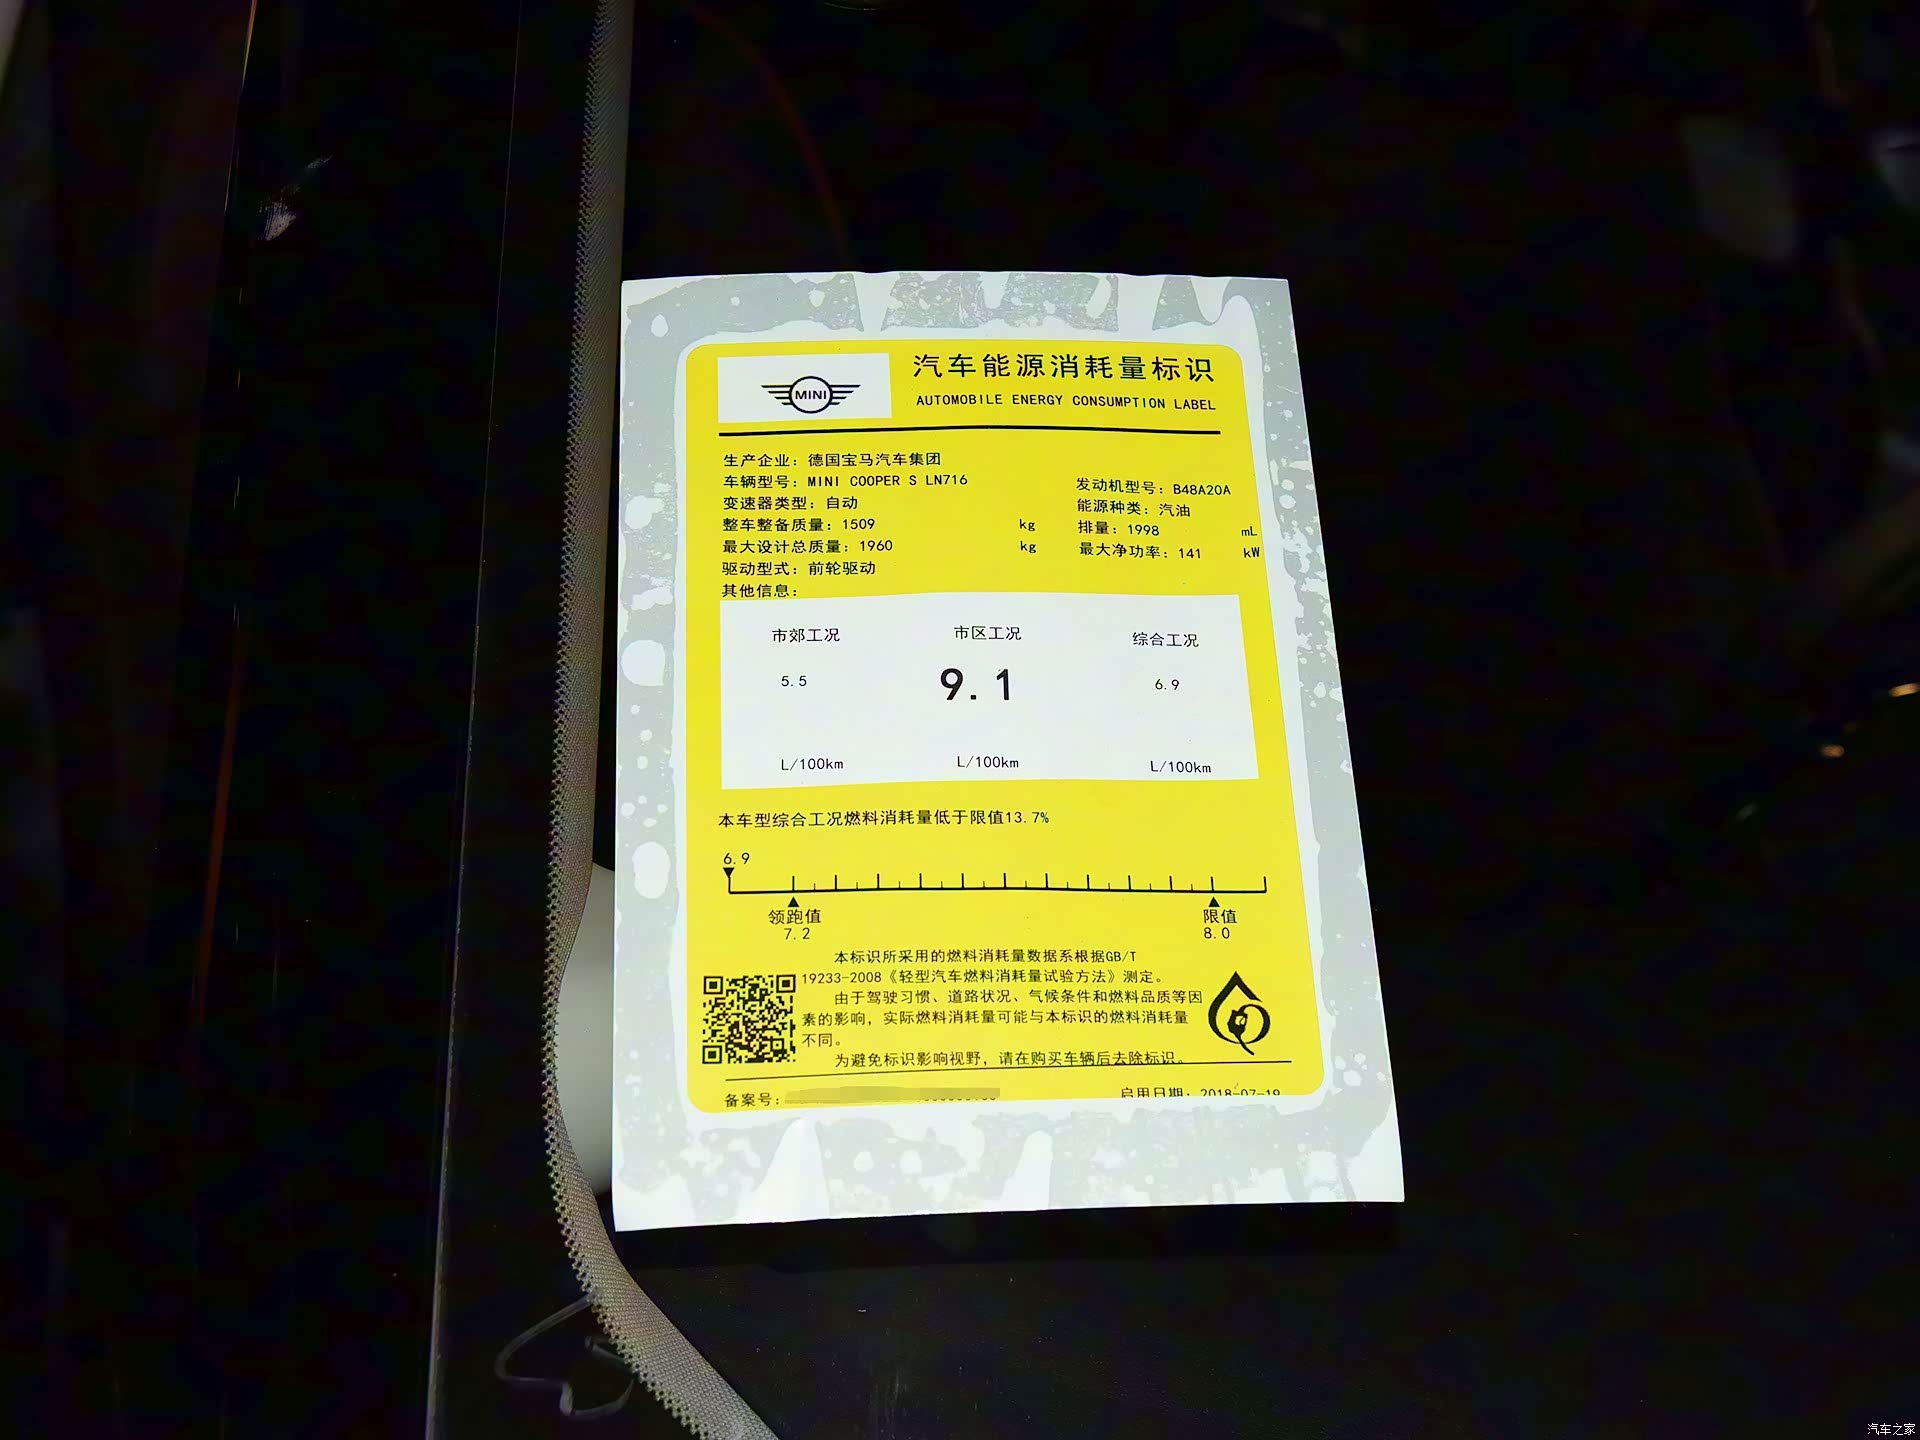 MINI
汽车能源消耗量标识
AUTOMOBILE ENERGY CONSUMPTION LABEL
生产企业：德国宝马汽车集团
车辆型号：MINI COOPER S LN716
变速器类型：自动
整车整备质量：1509 kg
最大设计总质量：1960 kg
驱动型式：前轮驱动
其他信息：
发动机型号：B48A20A
能源种类：汽油
排量：1998 mL
最大净功率：141 kW
市郊工况 市区工况 综合工况
5.5 9.1 6.9
L/100km L/100km L/100km
本车型综合工况燃料消耗量低于限值13.7%
6.9
领跑值 限值
7.2 8.0
本标识所采用的燃料消耗量数据系根据GB/T
19233-2008《轻型汽车燃料消耗量试验方法》测定。
由于驾驶习惯、道路状况、气候条件和燃料品质等因
素的影响，实际燃料消耗量可能与本标识的燃料消耗量
不同。
为避免标识影响视野，请在购买车辆后去除标识。
备案号：
启用日期：2018-07-19
汽车之家